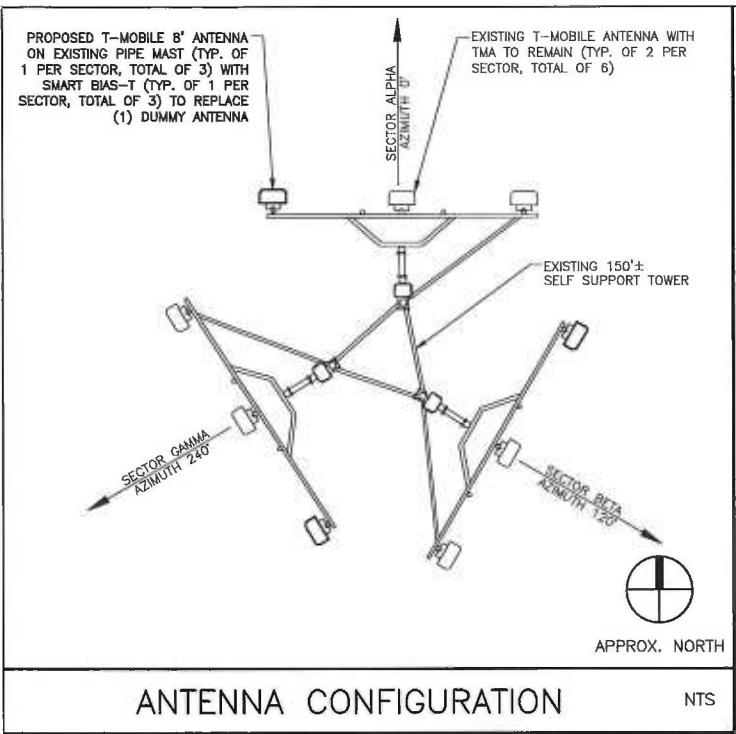 PROPOSED T-MOBILE 8' ANTENNA
ON EXISTING PIPE MAST (TYP. OF
1 PER SECTOR, TOTAL OF 3) WITH
SMART BIAS-T (TYP. OF 1 PER
SECTOR, TOTAL OF 3) TO REPLACE
(1) DUMMY ANTENNA
SECTOR ALPHA
AZIMUTH 0°
EXISTING T-MOBILE ANTENNA WITH
TMA TO REMAIN (TYP. OF 2 PER
SECTOR, TOTAL OF 6)
EXISTING 150'±
SELF SUPPORT TOWER
SECTOR GAMMA
AZIMUTH 240°
SECTOR BETA
AZIMUTH 120°
APPROX. NORTH
ANTENNA CONFIGURATION
NTS